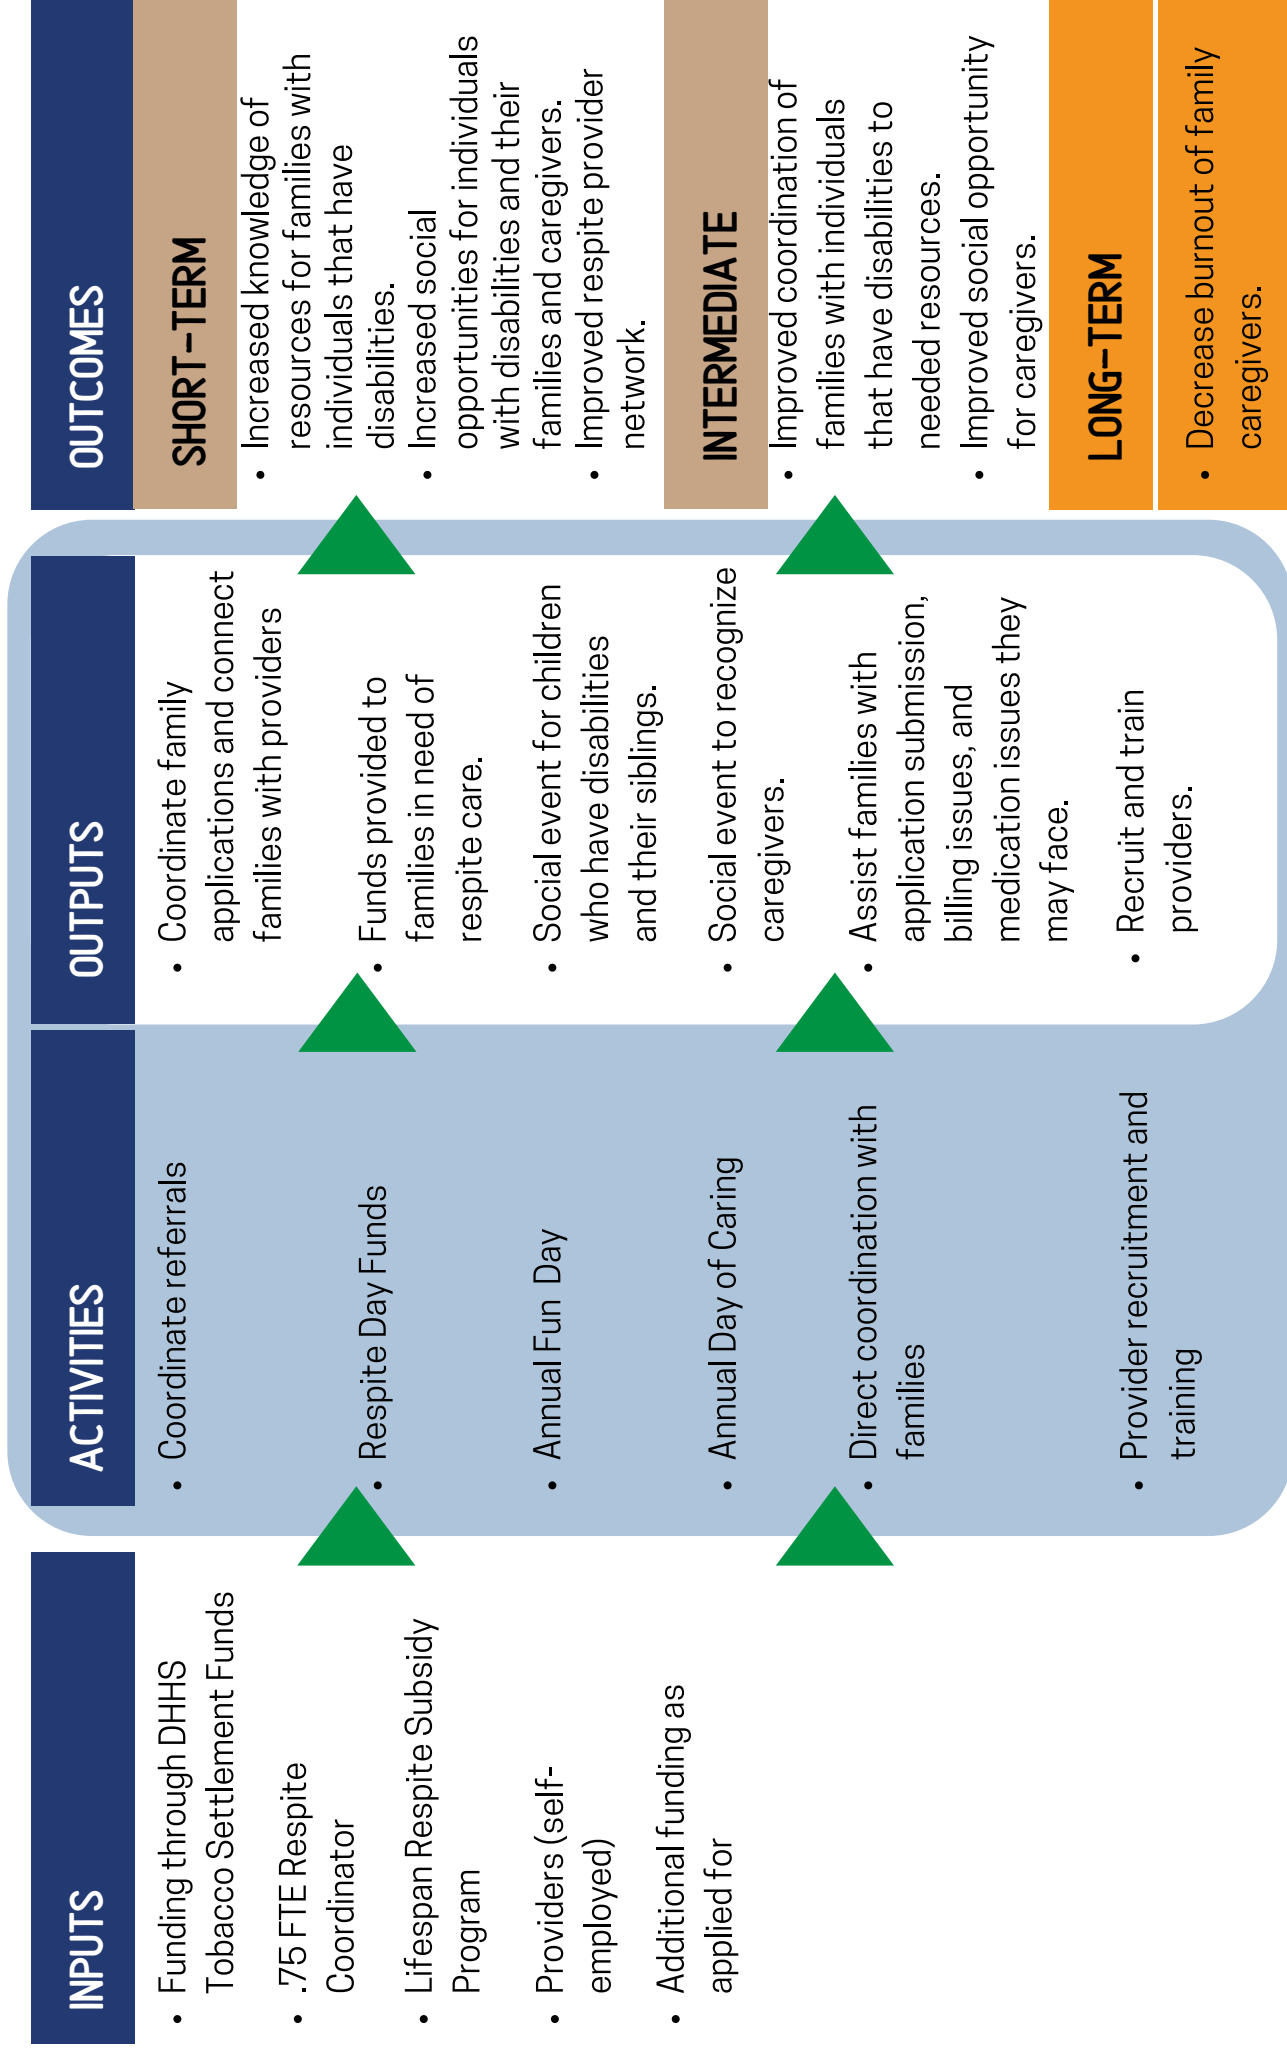 INPUTS
• Funding through DHHS
Tobacco Settlement Funds
• .75 FTE Respite
Coordinator
• Lifespan Respite Subsidy
Program
• Providers (self-
employed)
• Additional funding as
applied for
ACTIVITIES
• Coordinate referrals
• Respite Day Funds
• Annual Fun Day
• Annual Day of Caring
• Direct coordination with
families
• Provider recruitment and
training
OUTPUTS
• Coordinate family
applications and connect
families with providers
• Funds provided to
families in need of
respite care.
• Social event for children
who have disabilities
and their siblings.
• Social event to recognize
caregivers.
• Assist families with
application submission,
billing issues, and
medication issues they
may face.
• Recruit and train
providers.
OUTCOMES
SHORT-TERM
• Increased knowledge of
resources for families with
individuals that have
disabilities.
• Increased social
opportunities for individuals
with disabilities and their
families and caregivers.
• Improved respite provider
network.
INTERMEDIATE
• Improved coordination of
families with individuals
that have disabilities to
needed resources.
• Improved social opportunity
for caregivers.
LONG-TERM
• Decrease burnout of family
caregivers.